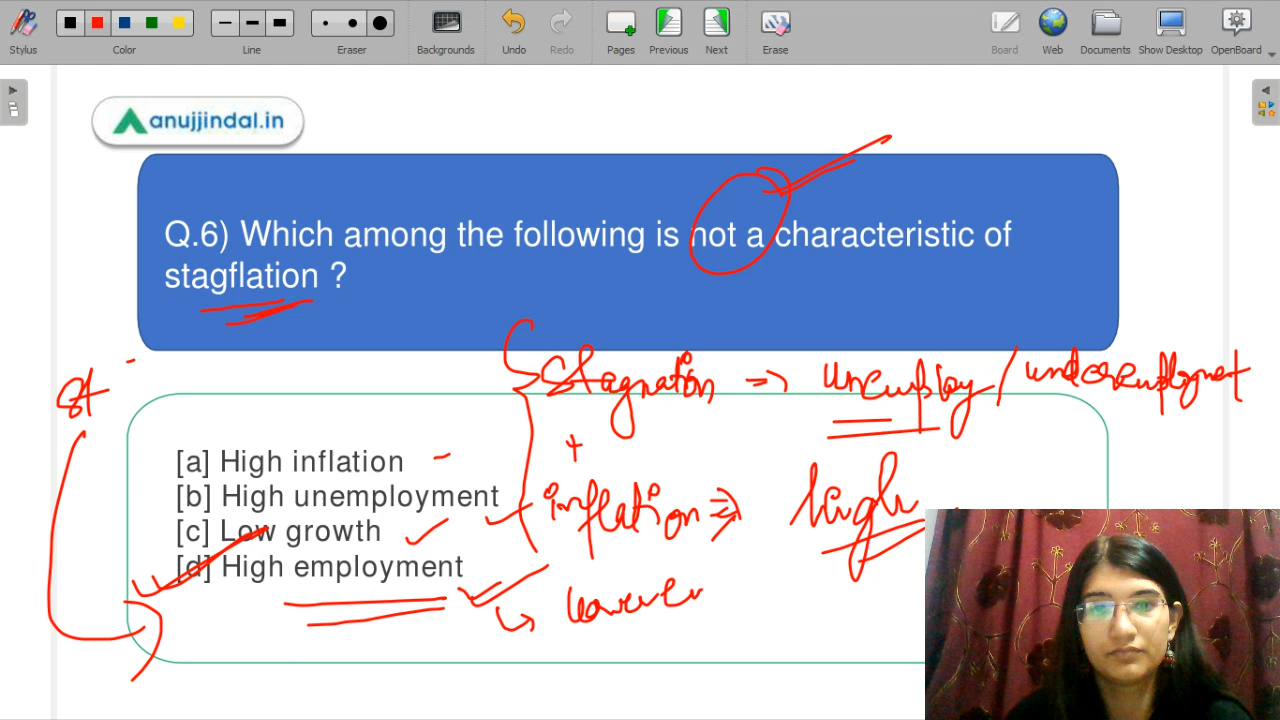 Stylus
Color
Line
Eraser
Backgrounds
Undo
Redo
Pages
Previous
Next
Erase
Board
Web
Documents
Show Desktop
OpenBoard
anujjindal.in
Q.6) Which among the following is not a characteristic of
stagflation ?
St
Stagnation => unemploy / underemployment
+
inflation => high
[a] High inflation
[b] High unemployment
[c] Low growth
[d] High employment